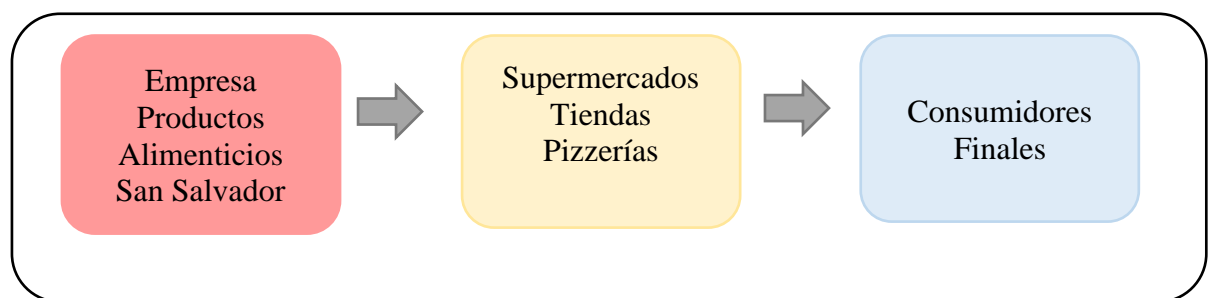 Empresa
Productos
Alimenticios
San Salvador
Supermercados
Tiendas
Pizzerías
Consumidores
Finales